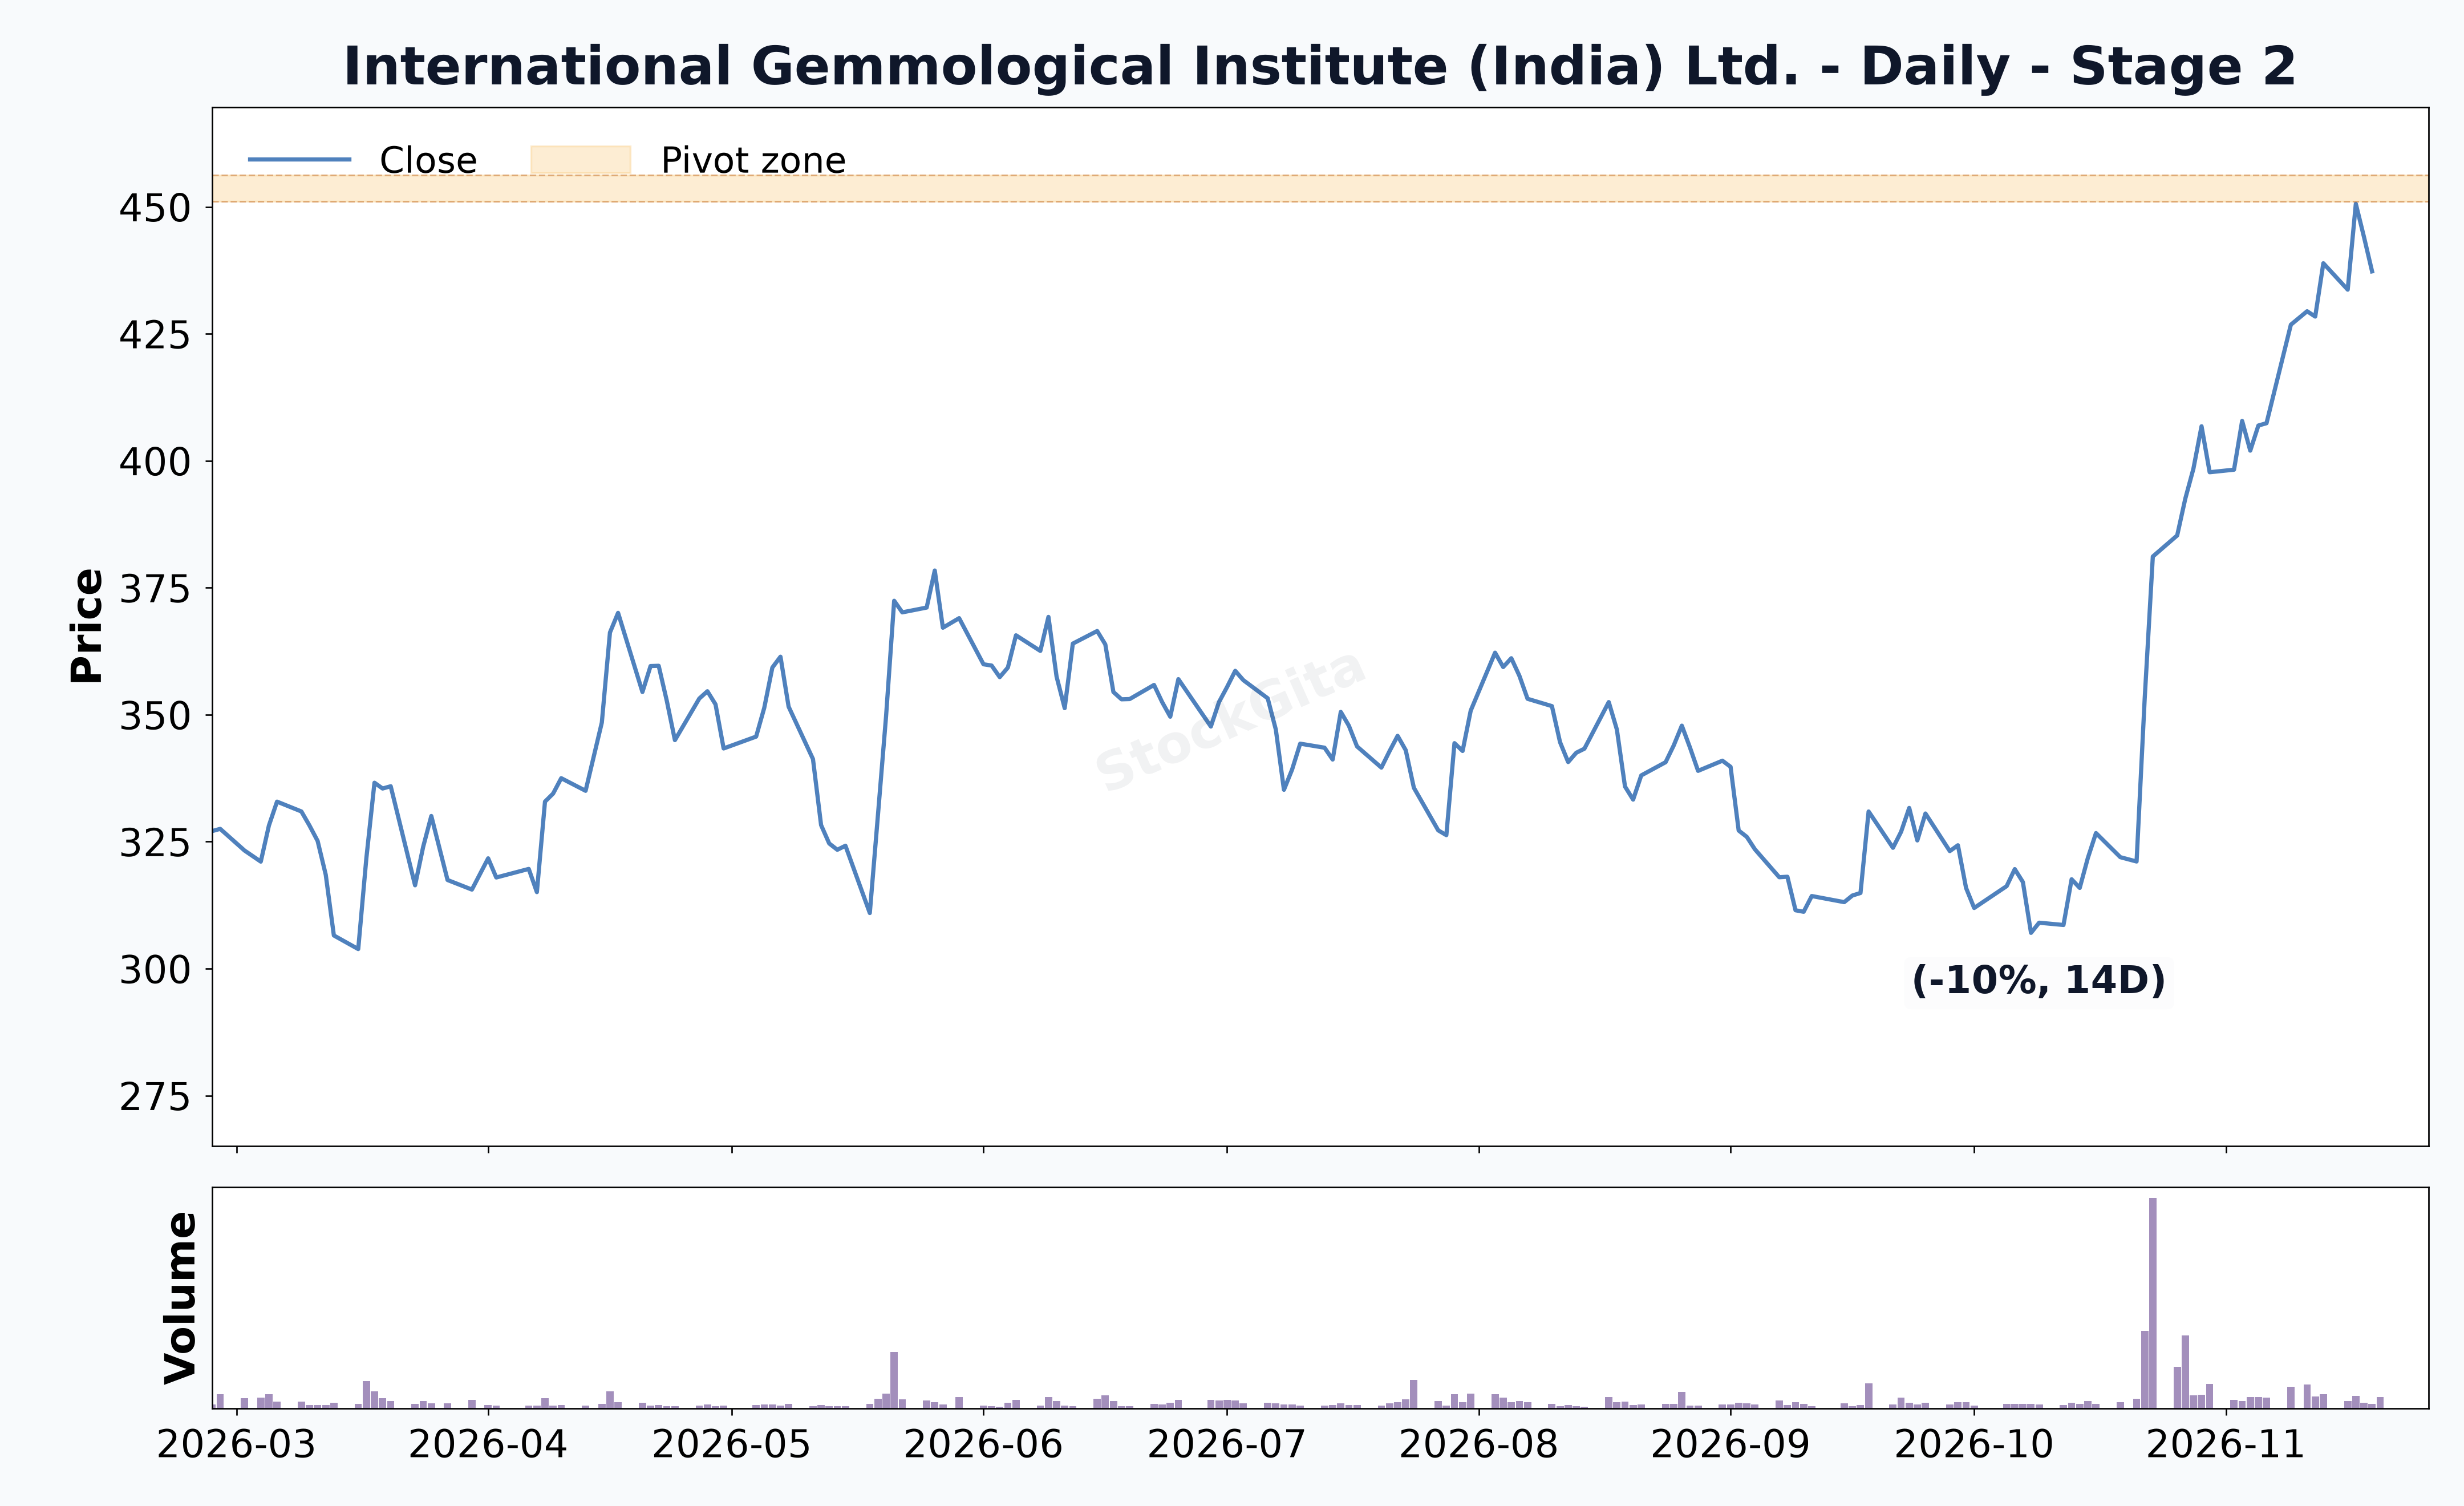 International Gemmological Institute (India) Ltd. - Daily - Stage 2
Close
Pivot zone
Price
450
425
400
375
350
325
300
275
StockGita
(-10%, 14D)
Volume
2026-03
2026-04
2026-05
2026-06
2026-07
2026-08
2026-09
2026-10
2026-11